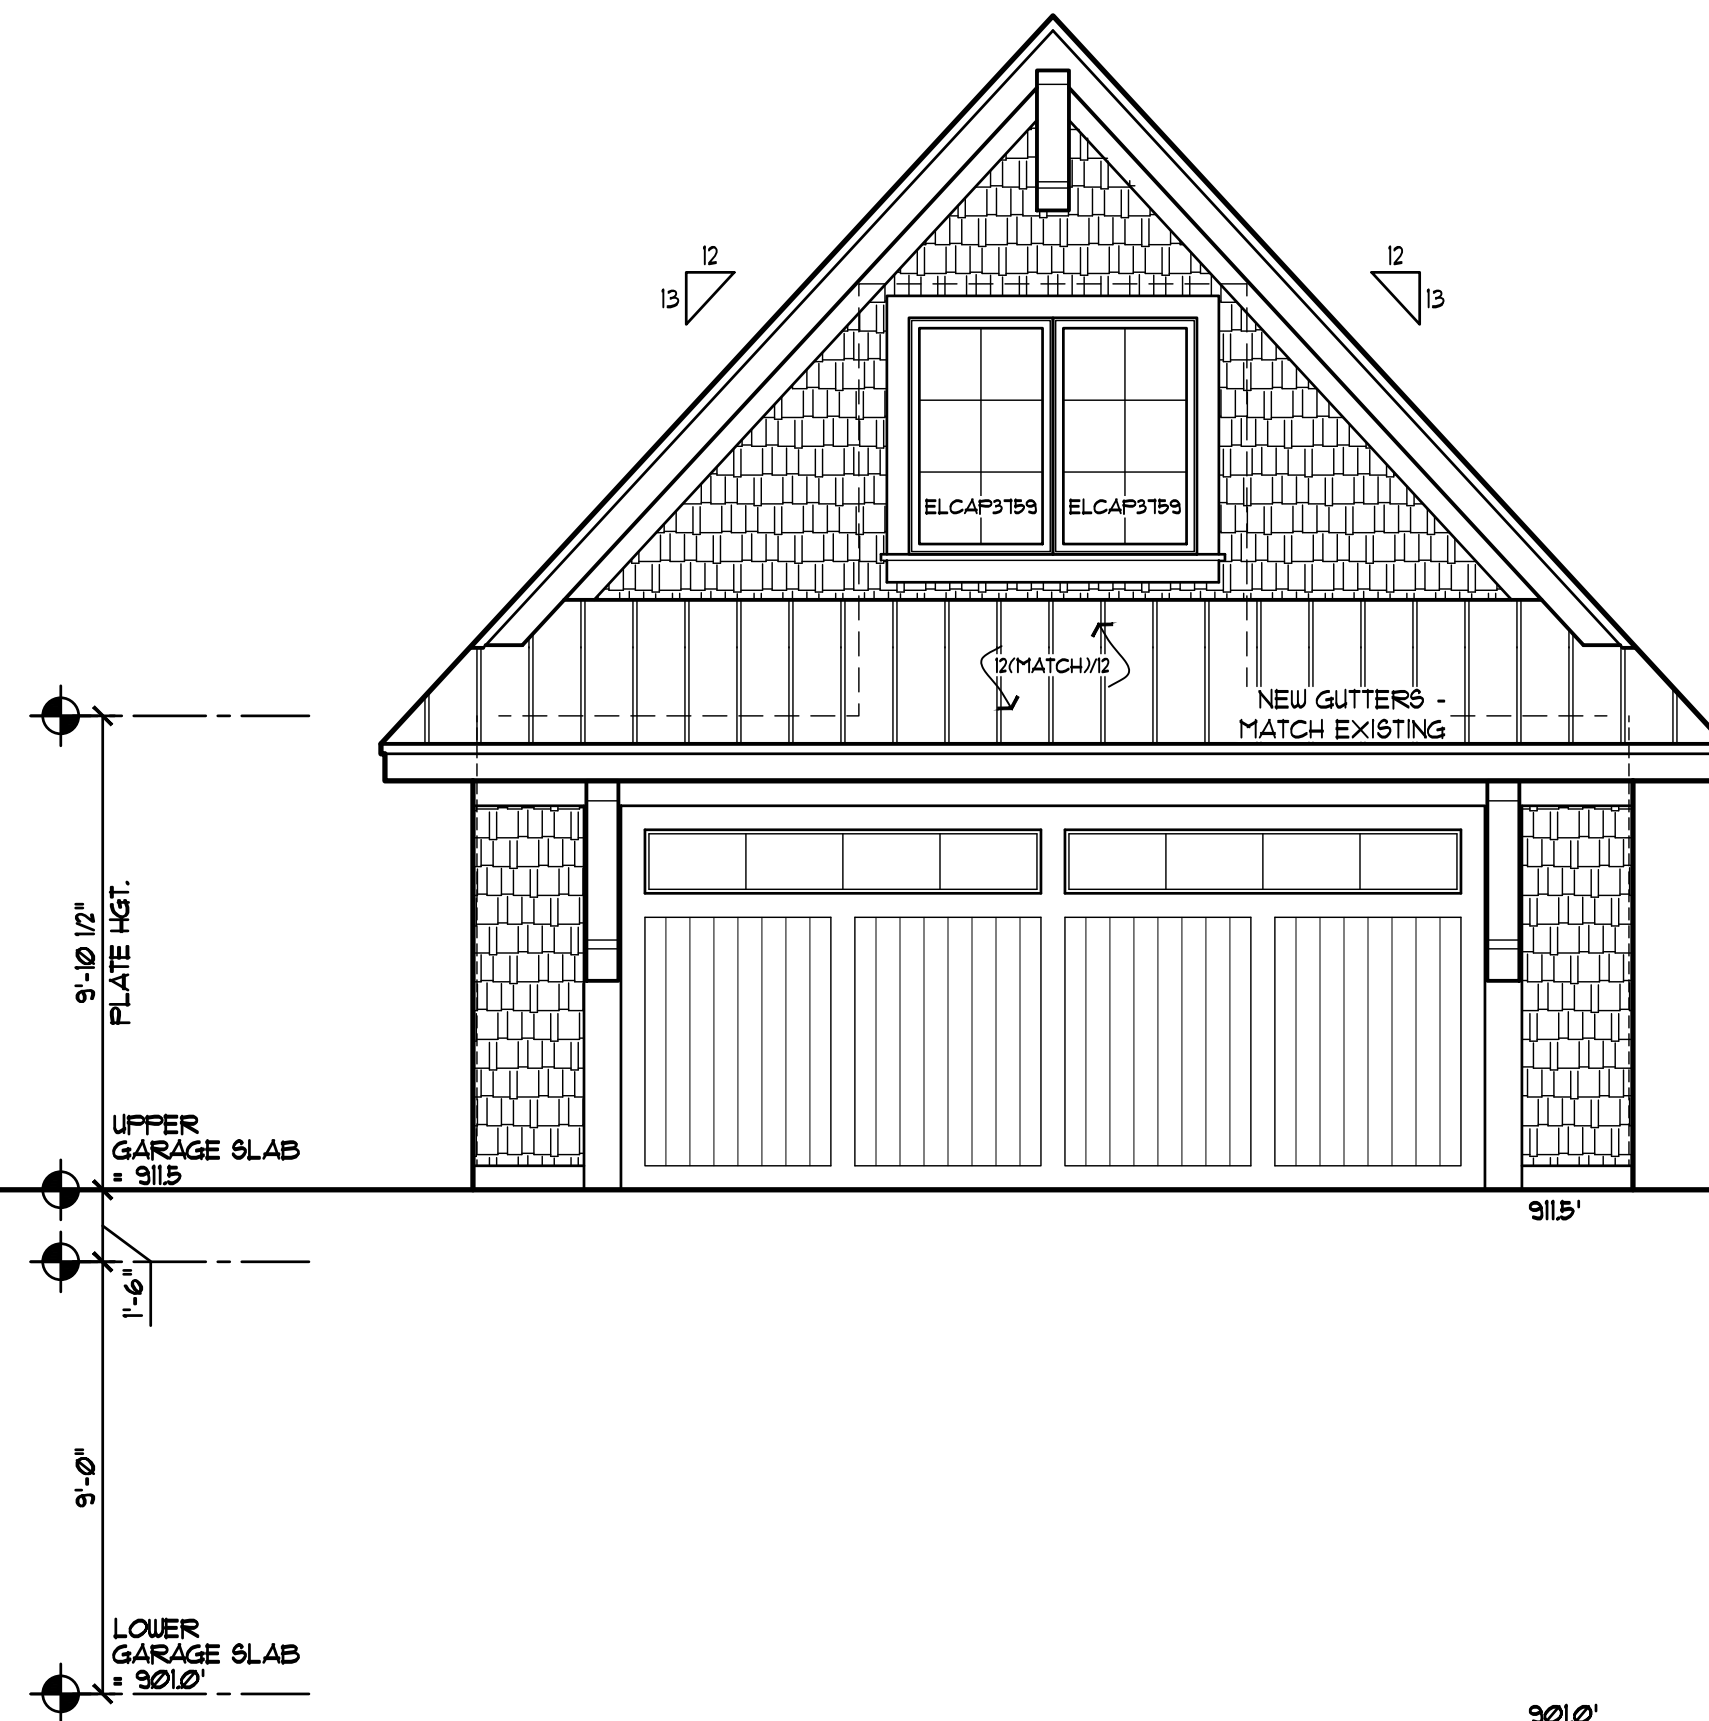 12
13
12
13
ELCAP3759 ELCAP3759
12(MATCH)/12
NEW GUTTERS -
MATCH EXISTING
9'-10 1/2"
PLATE HGT.
UPPER
GARAGE SLAB
= 911.5
911.5'
1'-6"
9'-0"
LOWER
GARAGE SLAB
= 901.0'
901.0'